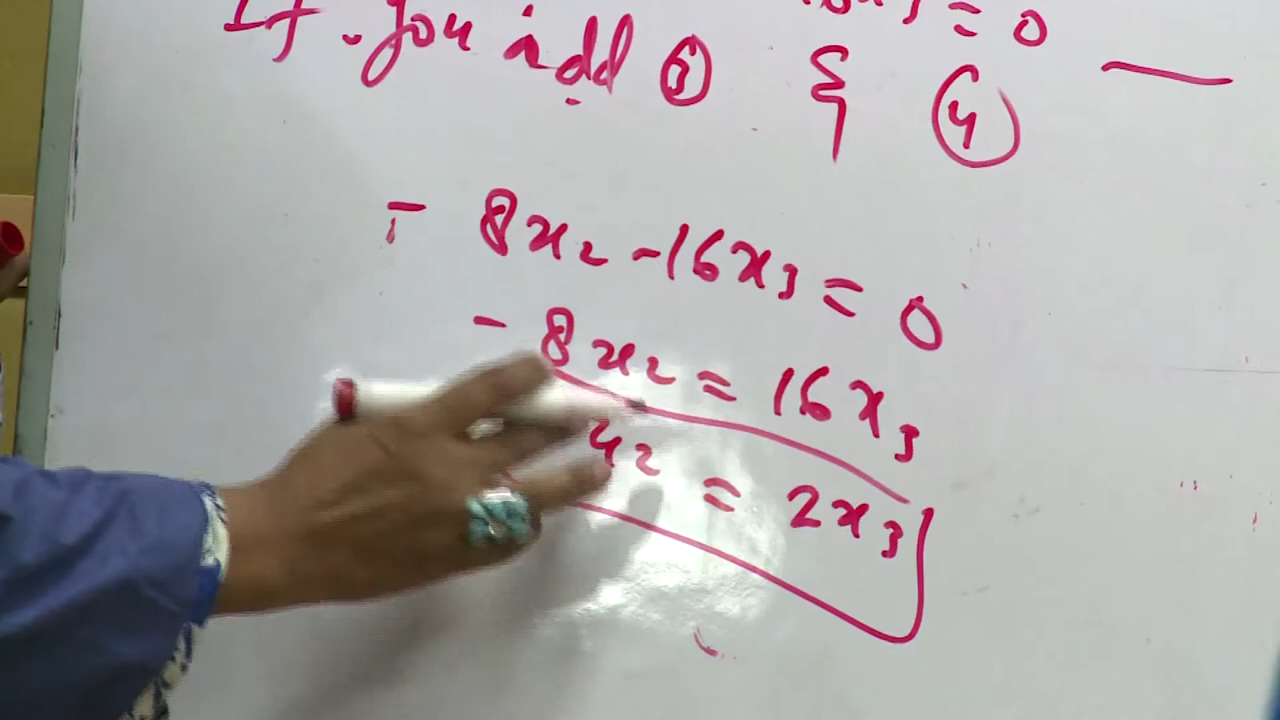 = 0
If you add ③ & ④ —
- 8x₂ - 16x₃ = 0
- 8x₂ = 16x₃
x₂ = 2x₃